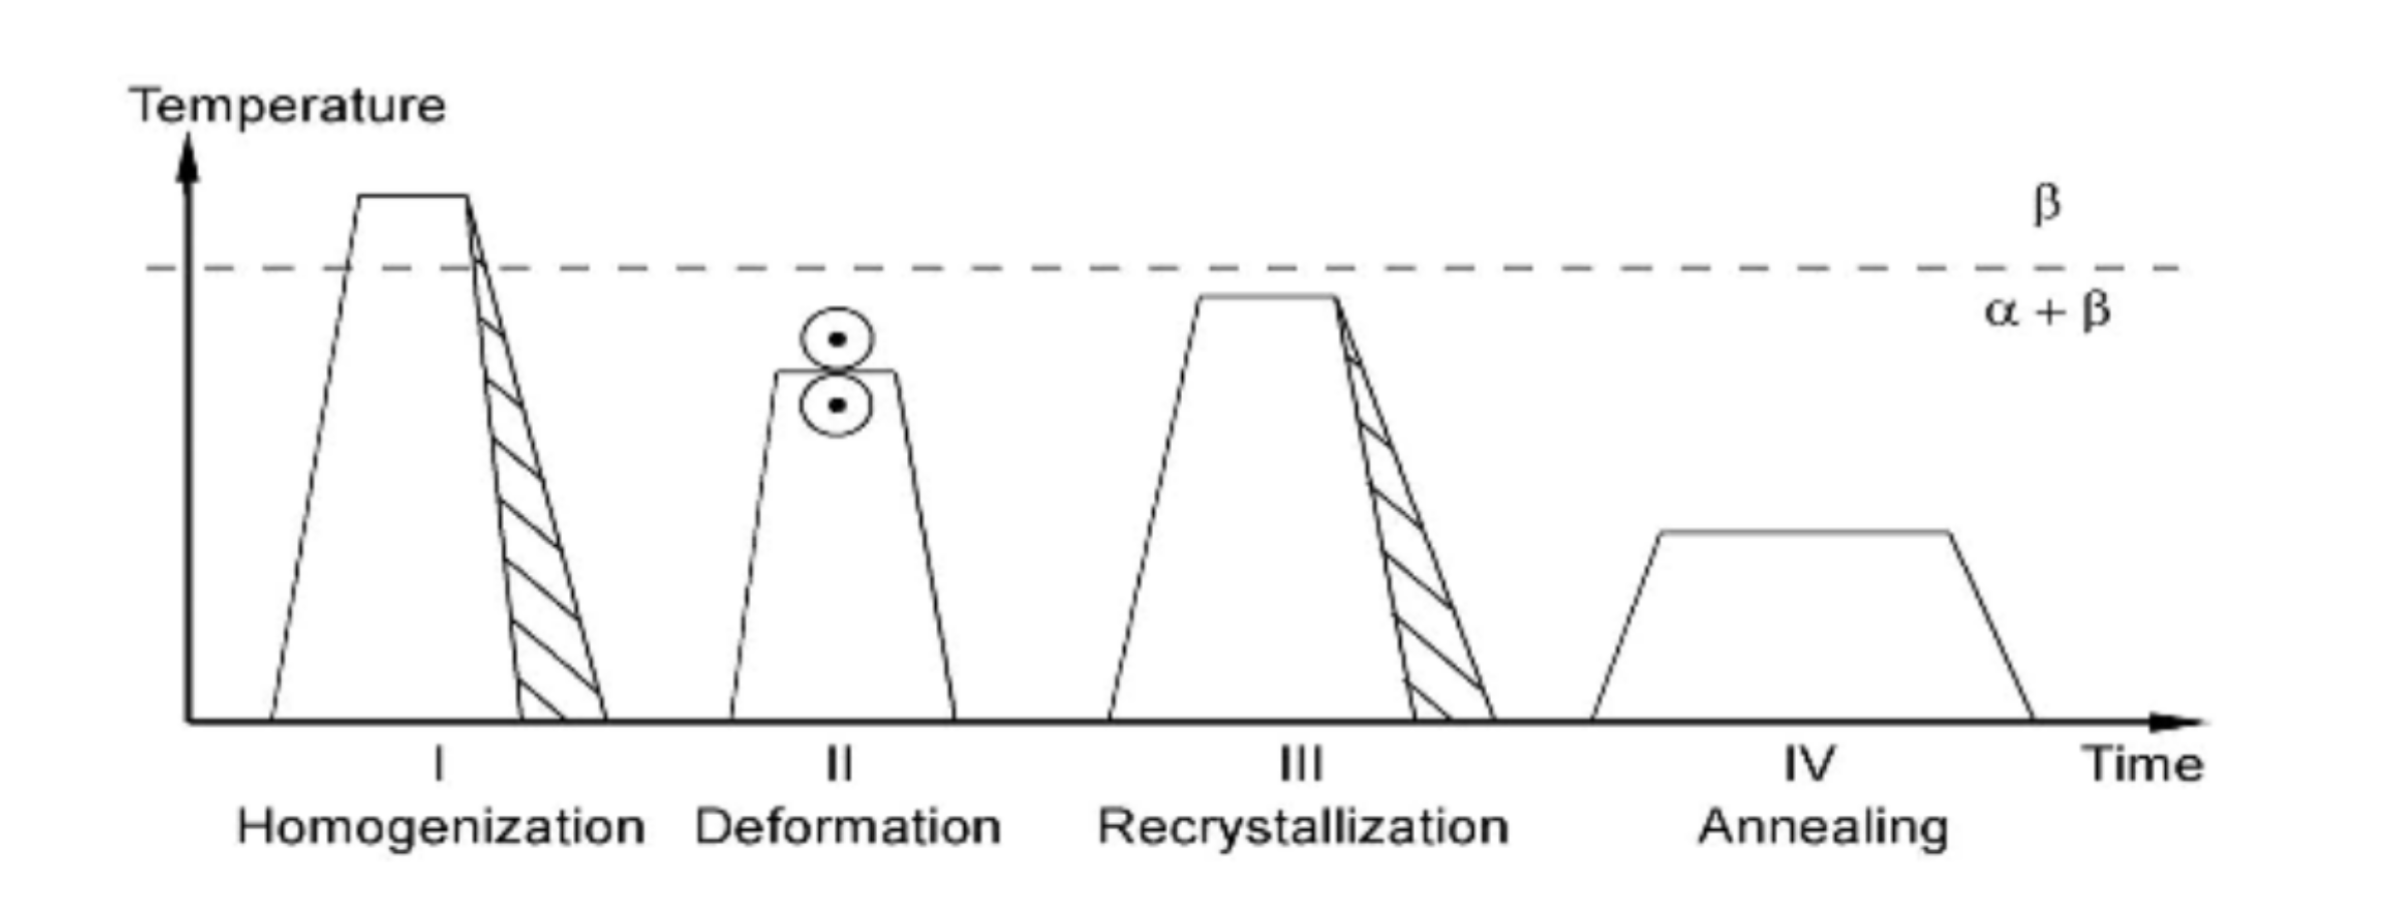 Temperature
β
α + β
I
II
III
IV
Time
Homogenization
Deformation
Recrystallization
Annealing